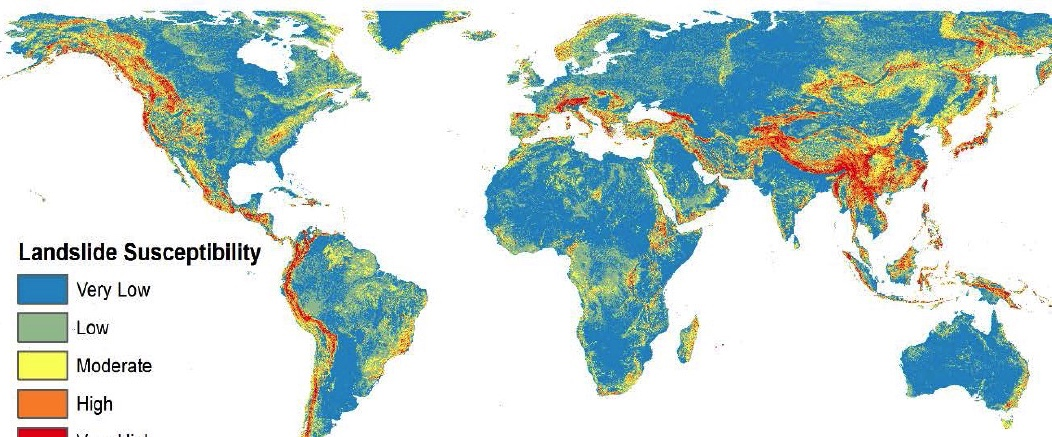 Landslide Susceptibility
Very Low
Low
Moderate
High